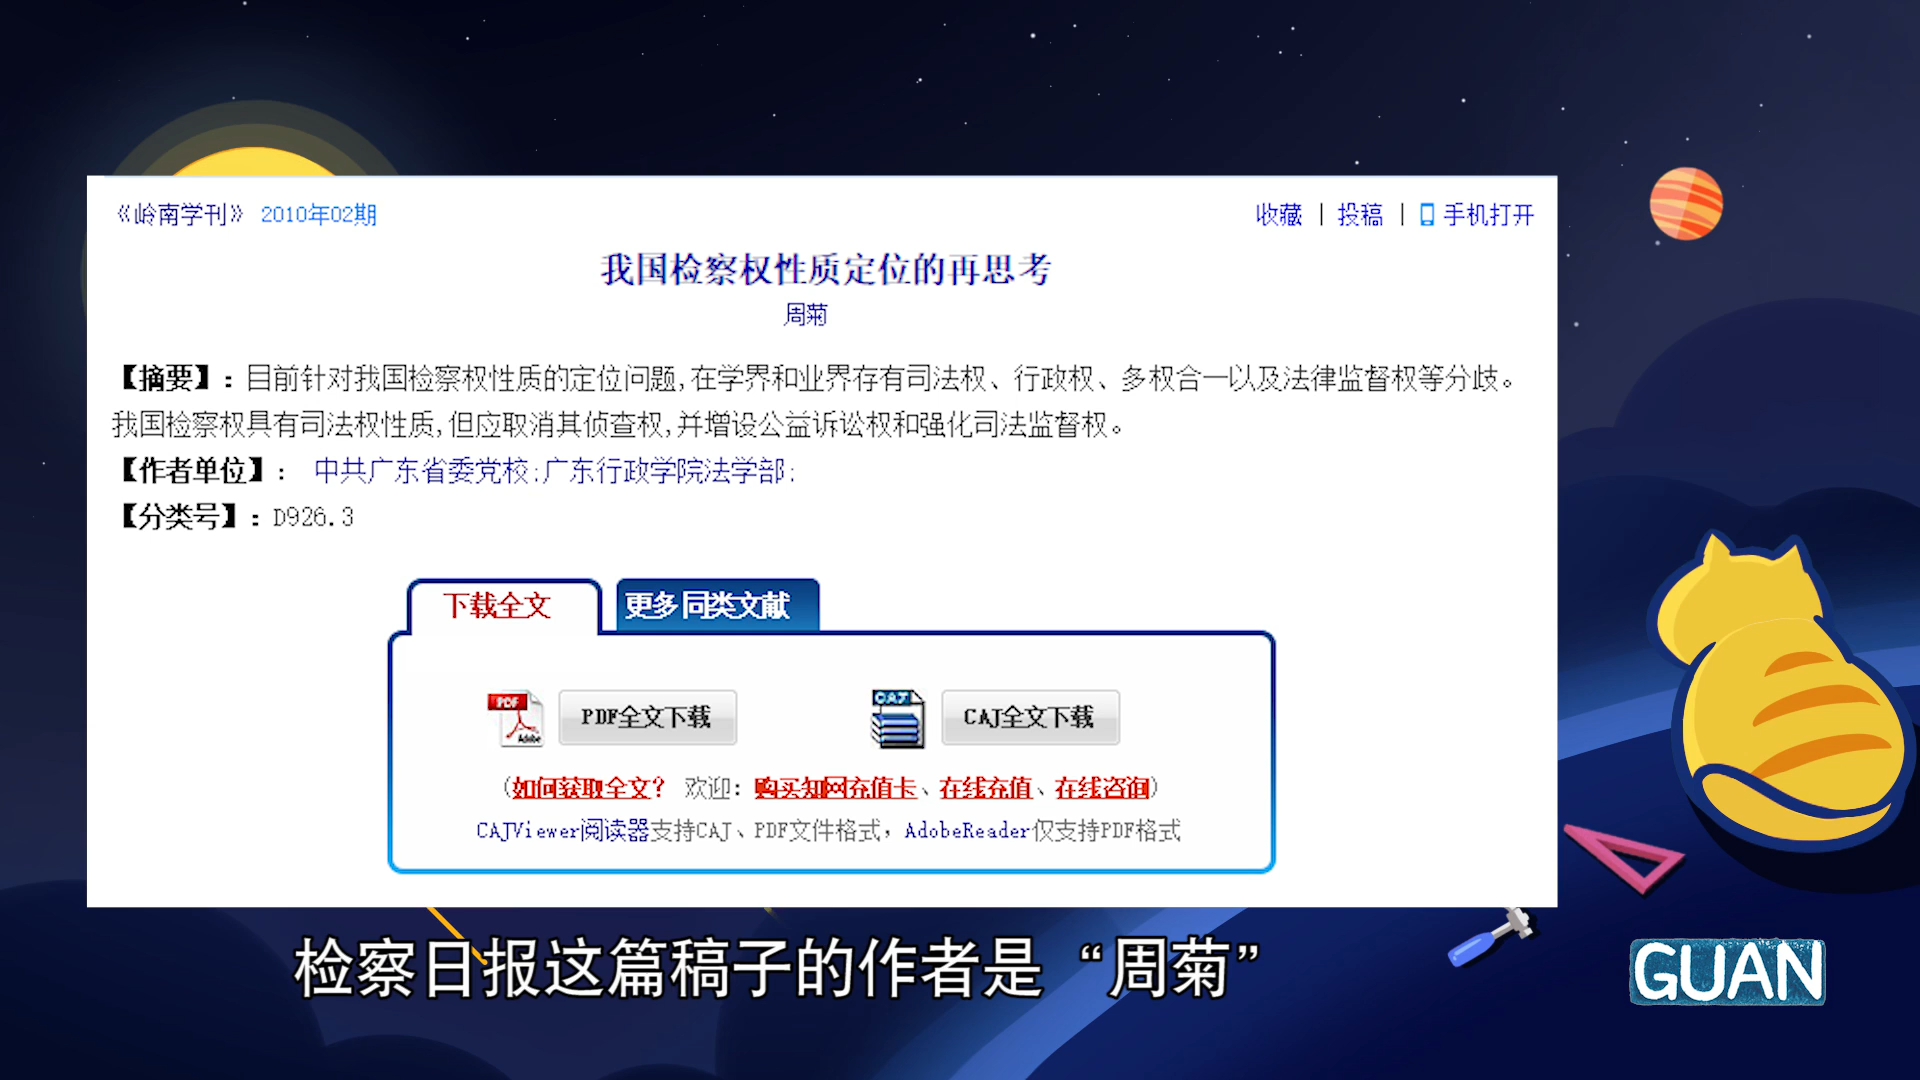 《岭南学刊》 2010年02期
收藏 | 投稿 | 手机打开
我国检察权性质定位的再思考
周菊
【摘要】：目前针对我国检察权性质的定位问题,在学界和业界存有司法权、行政权、多权合一以及法律监督权等分歧。
我国检察权具有司法权性质,但应取消其侦查权,并增设公益诉讼权和强化司法监督权。
【作者单位】： 中共广东省委党校;广东行政学院法学部;
【分类号】：D926.3
下载全文 更多同类文献
PDF Adobe PDF全文下载 CAJ CAJ全文下载
(如何获取全文? 欢迎：购买知网充值卡、在线充值、在线咨询)
CAJViewer阅读器支持CAJ、PDF文件格式，AdobeReader仅支持PDF格式
检察日报这篇稿子的作者是“周菊”
GUAN